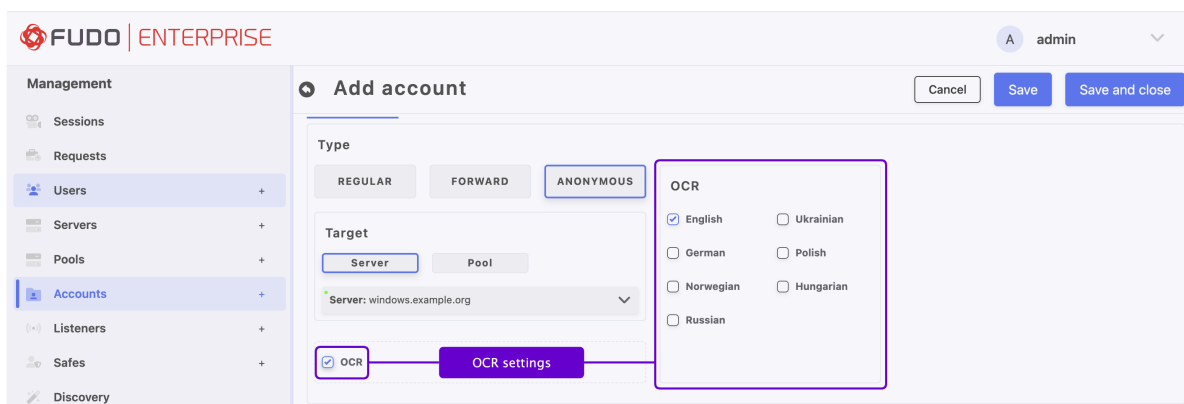 FUDO | ENTERPRISE
A admin
Management
Add account
Cancel Save Save and close
Sessions
Requests
Users +
Servers +
Pools +
Accounts +
Listeners +
Safes +
Discovery
Type
REGULAR FORWARD ANONYMOUS
Target
Server Pool
* Server: windows.example.org
OCR
OCR settings
OCR
English Ukrainian
German Polish
Norwegian Hungarian
Russian